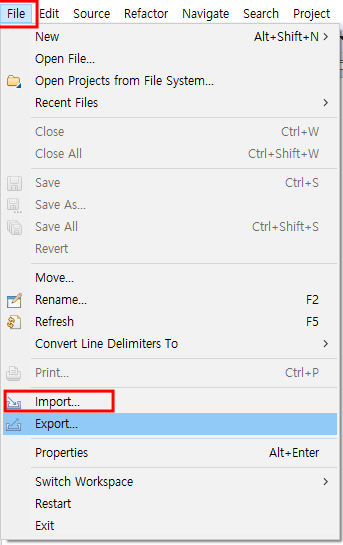 File Edit Source Refactor Navigate Search Project
New Alt+Shift+N >
Open File...
Open Projects from File System...
Recent Files >
Close Ctrl+W
Close All Ctrl+Shift+W
Save Ctrl+S
Save As...
Save All Ctrl+Shift+S
Revert
Move...
Rename... F2
Refresh F5
Convert Line Delimiters To >
Print... Ctrl+P
Import...
Export...
Properties Alt+Enter
Switch Workspace >
Restart
Exit